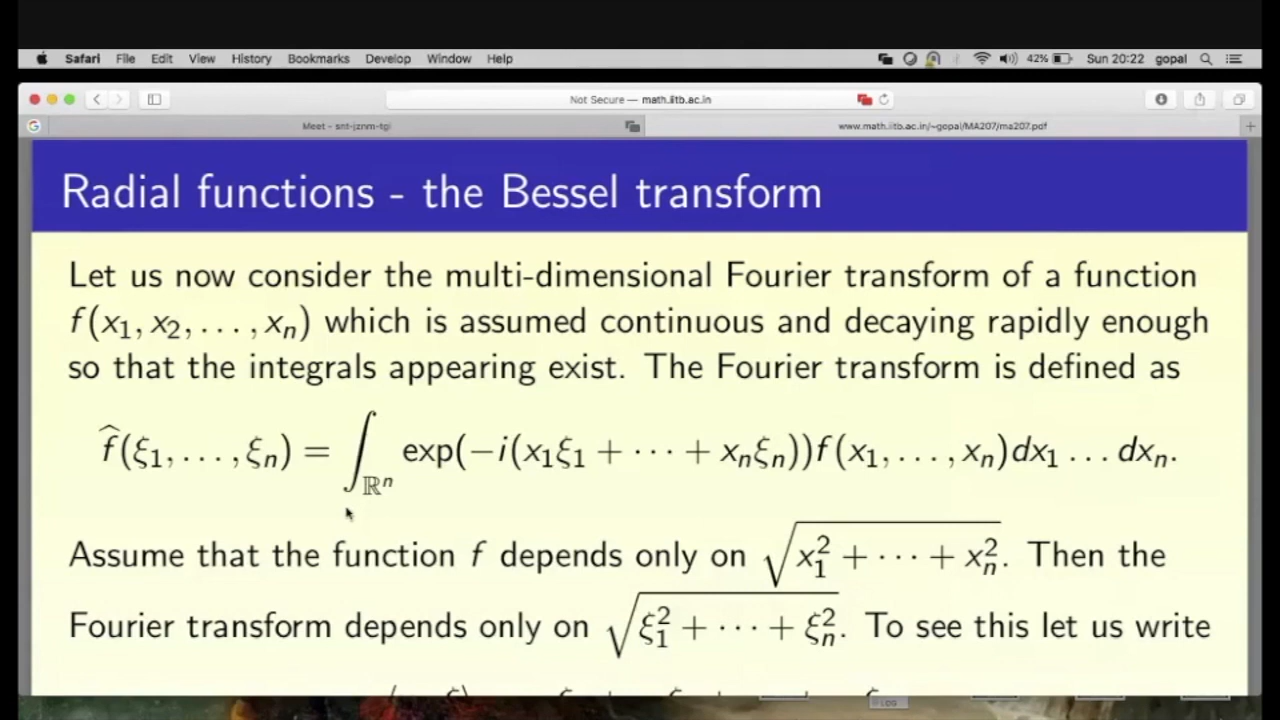 Safari File Edit View History Bookmarks Develop Window Help 42% Sun 20:22 gopal
Not Secure — math.iitb.ac.in
Meet - snt-jznm-tgi www.math.iitb.ac.in/~gopal/MA207/ma207.pdf
Radial functions - the Bessel transform
Let us now consider the multi-dimensional Fourier transform of a function
f(x₁, x₂, . . . , xₙ) which is assumed continuous and decaying rapidly enough
so that the integrals appearing exist. The Fourier transform is defined as
f̂(ξ₁, . . . , ξₙ) = ∫_ℝⁿ exp(−i(x₁ξ₁ + · · · + xₙξₙ))f(x₁, . . . , xₙ)dx₁ . . . dxₙ.
Assume that the function f depends only on √(x₁² + · · · + xₙ²). Then the
Fourier transform depends only on √(ξ₁² + · · · + ξₙ²). To see this let us write